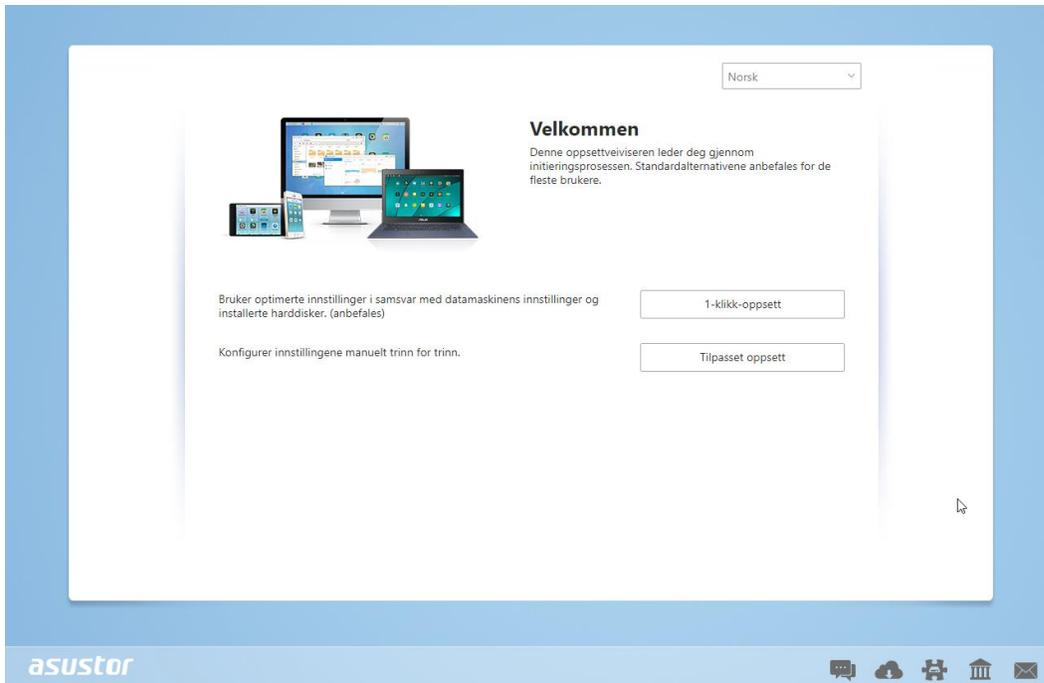 Norsk
Velkommen
Denne oppsettveiviseren leder deg gjennom
initieringsprosessen. Standardalternativene anbefales for de
fleste brukere.
Bruker optimerte innstillinger i samsvar med datamaskinens innstillinger og
installerte harddisker. (anbefales)
1-klikk-oppsett
Konfigurer innstillingene manuelt trinn for trinn.
Tilpasset oppsett
asustor